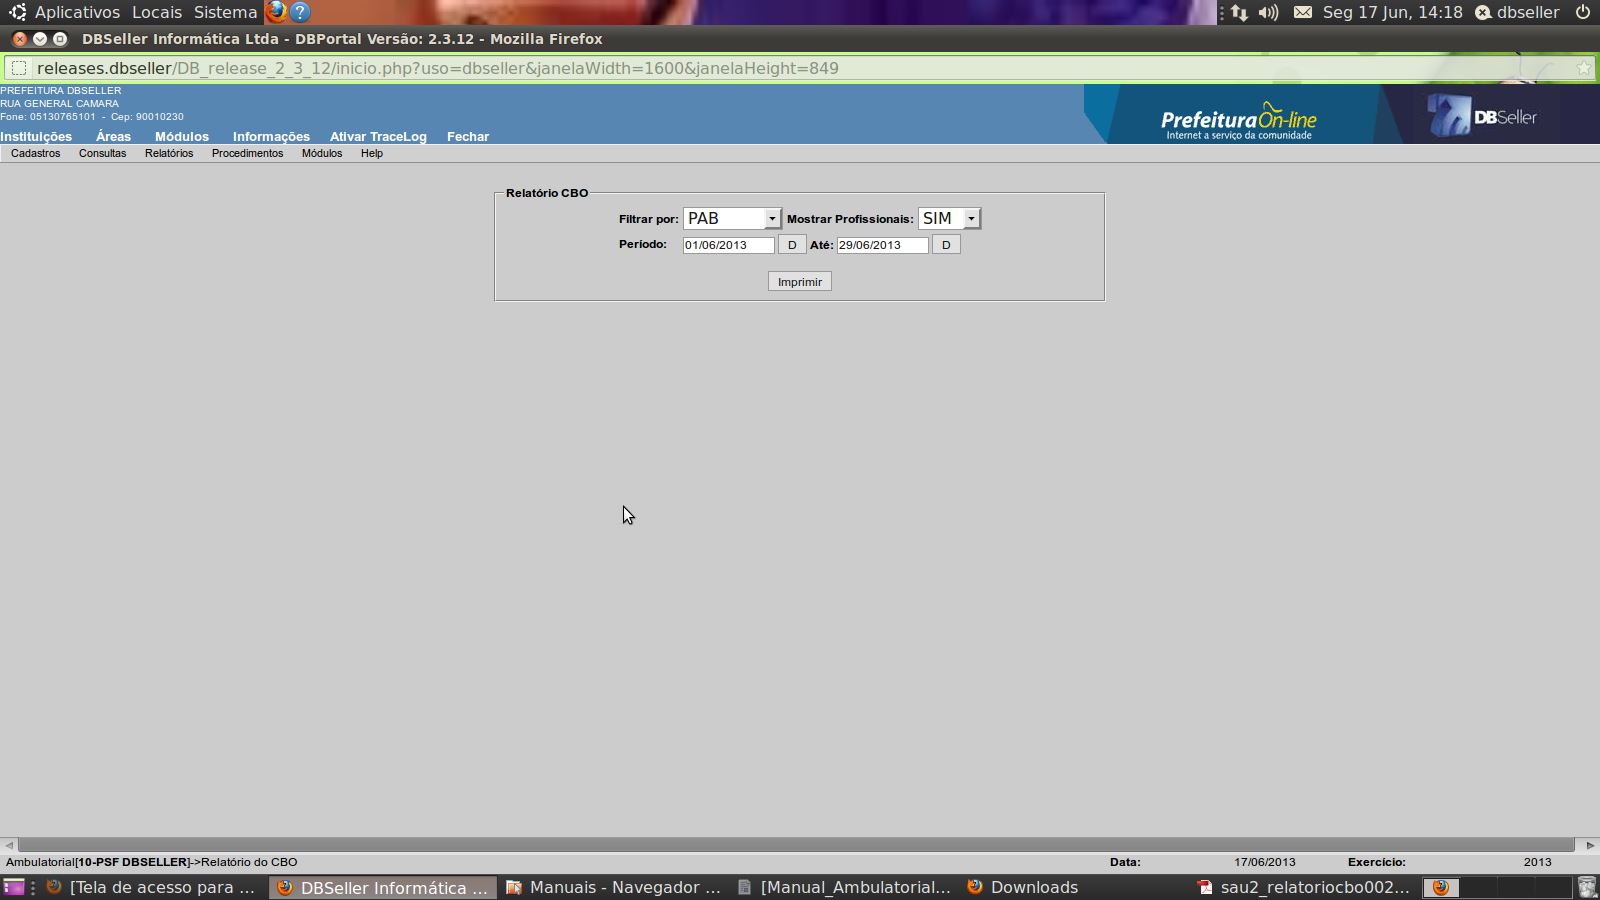 Aplicativos Locais Sistema ? Seg 17 Jun, 14:18 dbseller
DBSeller Informática Ltda - DBPortal Versão: 2.3.12 - Mozilla Firefox
releases.dbseller/DB_release_2_3_12/inicio.php?uso=dbseller&janelaWidth=1600&janelaHeight=849
PREFEITURA DBSELLER
RUA GENERAL CAMARA
Fone: 05130765101 - Cep: 90010230
Prefeitura On-line DBSeller
Internet a serviço da comunidade
Instituições Áreas Módulos Informações Ativar TraceLog Fechar
Cadastros Consultas Relatórios Procedimentos Módulos Help
Relatório CBO
Filtrar por: PAB Mostrar Profissionais: SIM
Período: 01/06/2013 D Até: 29/06/2013 D
Imprimir
Ambulatorial[10-PSF DBSELLER]->Relatório do CBO Data: 17/06/2013 Exercício: 2013
[Tela de acesso para ... DBSeller Informática ... Manuais - Navegador ... [Manual_Ambulatorial... Downloads sau2_relatoriocbo002...